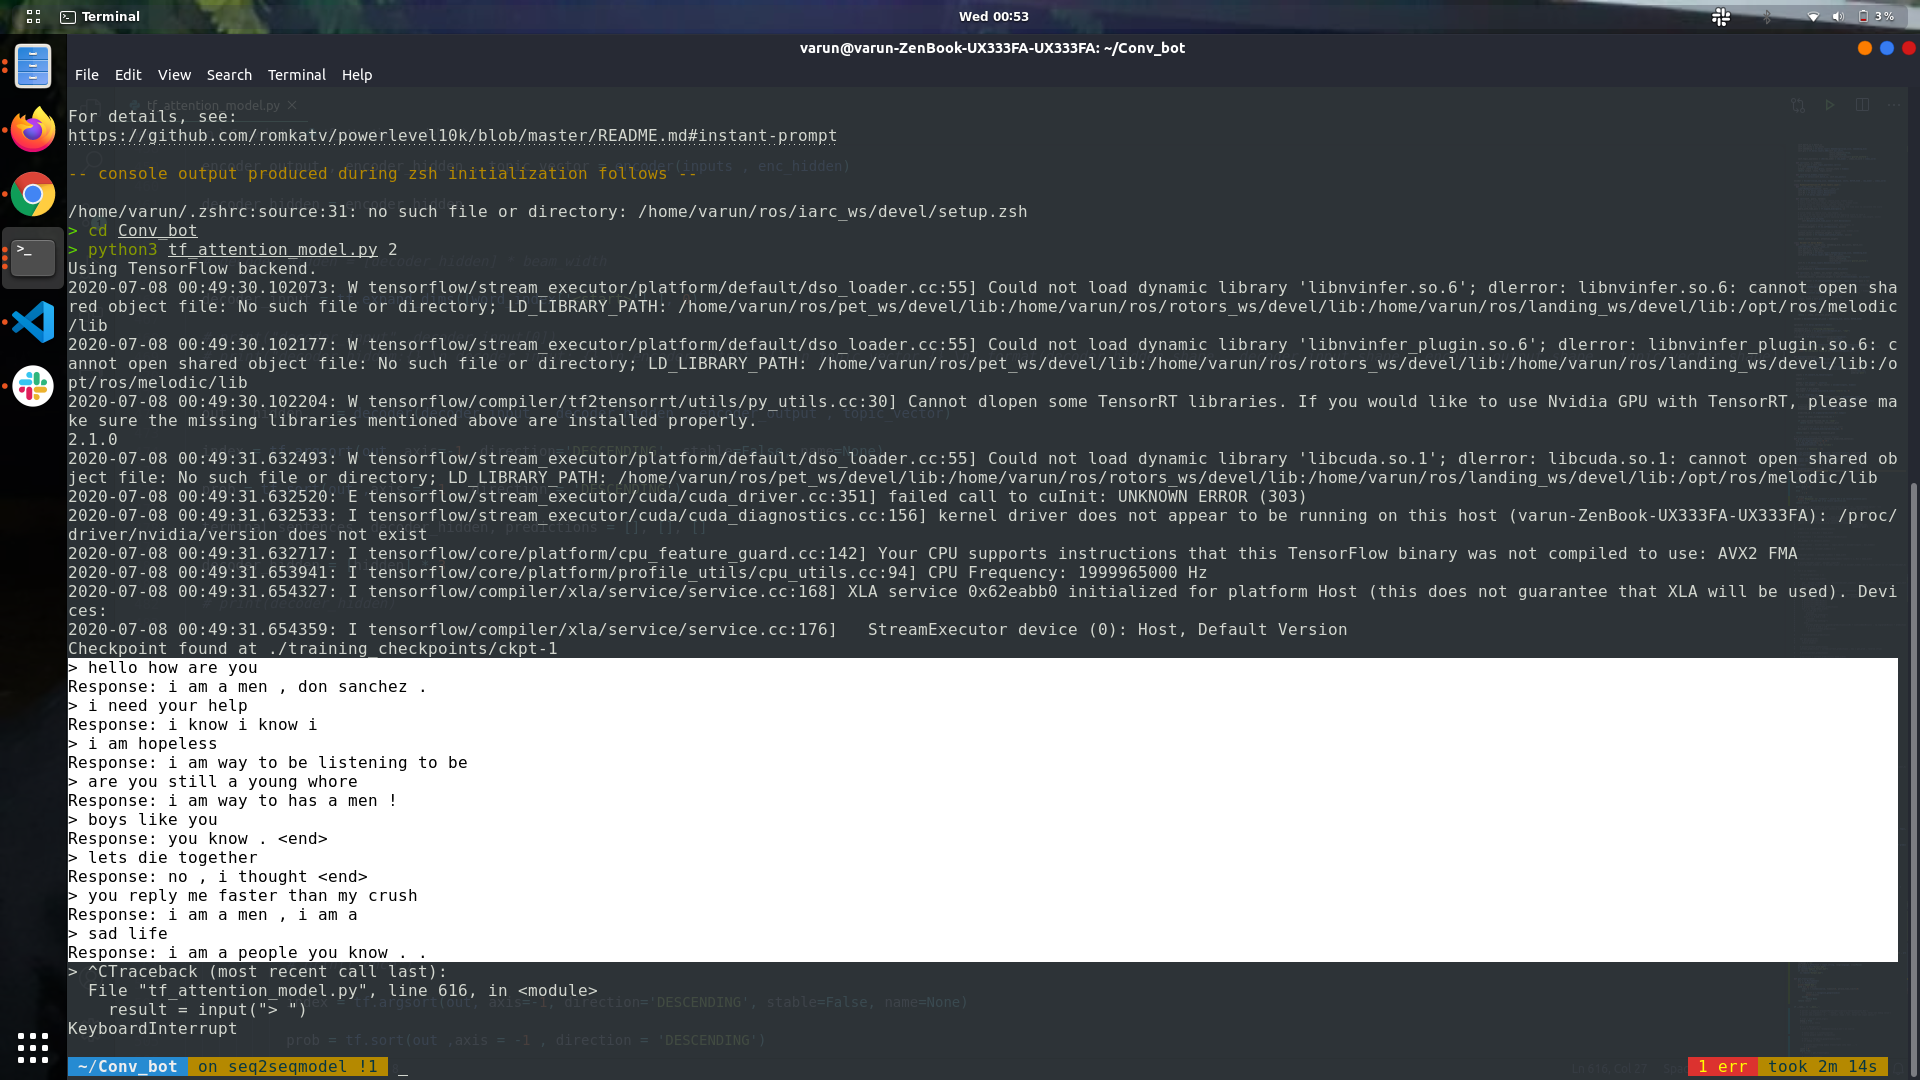 Terminal
Wed 00:53
3 %
varun@varun-ZenBook-UX333FA-UX333FA: ~/Conv_bot
File Edit View Search Terminal Help
tf_attention_model.py
For details, see:
https://github.com/romkatv/powerlevel10k/blob/master/README.md#instant-prompt
-- console output produced during zsh initialization follows --
/home/varun/.zshrc:source:31: no such file or directory: /home/varun/ros/iarc_ws/devel/setup.zsh
> cd Conv_bot
> python3 tf_attention_model.py 2
Using TensorFlow backend.
2020-07-08 00:49:30.102073: W tensorflow/stream_executor/platform/default/dso_loader.cc:55] Could not load dynamic library 'libnvinfer.so.6'; dlerror: libnvinfer.so.6: cannot open sha
red object file: No such file or directory; LD_LIBRARY_PATH: /home/varun/ros/pet_ws/devel/lib:/home/varun/ros/rotors_ws/devel/lib:/home/varun/ros/landing_ws/devel/lib:/opt/ros/melodic
/lib
2020-07-08 00:49:30.102177: W tensorflow/stream_executor/platform/default/dso_loader.cc:55] Could not load dynamic library 'libnvinfer_plugin.so.6'; dlerror: libnvinfer_plugin.so.6: c
annot open shared object file: No such file or directory; LD_LIBRARY_PATH: /home/varun/ros/pet_ws/devel/lib:/home/varun/ros/rotors_ws/devel/lib:/home/varun/ros/landing_ws/devel/lib:/o
pt/ros/melodic/lib
2020-07-08 00:49:30.102204: W tensorflow/compiler/tf2tensorrt/utils/py_utils.cc:30] Cannot dlopen some TensorRT libraries. If you would like to use Nvidia GPU with TensorRT, please ma
ke sure the missing libraries mentioned above are installed properly.
2.1.0
2020-07-08 00:49:31.632493: W tensorflow/stream_executor/platform/default/dso_loader.cc:55] Could not load dynamic library 'libcuda.so.1'; dlerror: libcuda.so.1: cannot open shared ob
ject file: No such file or directory; LD_LIBRARY_PATH: /home/varun/ros/pet_ws/devel/lib:/home/varun/ros/rotors_ws/devel/lib:/home/varun/ros/landing_ws/devel/lib:/opt/ros/melodic/lib
2020-07-08 00:49:31.632520: E tensorflow/stream_executor/cuda/cuda_driver.cc:351] failed call to cuInit: UNKNOWN ERROR (303)
2020-07-08 00:49:31.632533: I tensorflow/stream_executor/cuda/cuda_diagnostics.cc:156] kernel driver does not appear to be running on this host (varun-ZenBook-UX333FA-UX333FA): /proc/
driver/nvidia/version does not exist
2020-07-08 00:49:31.632717: I tensorflow/core/platform/cpu_feature_guard.cc:142] Your CPU supports instructions that this TensorFlow binary was not compiled to use: AVX2 FMA
2020-07-08 00:49:31.653941: I tensorflow/core/platform/profile_utils/cpu_utils.cc:94] CPU Frequency: 1999965000 Hz
2020-07-08 00:49:31.654327: I tensorflow/compiler/xla/service/service.cc:168] XLA service 0x62eabb0 initialized for platform Host (this does not guarantee that XLA will be used). Devi
ces:
2020-07-08 00:49:31.654359: I tensorflow/compiler/xla/service/service.cc:176]   StreamExecutor device (0): Host, Default Version
Checkpoint found at ./training_checkpoints/ckpt-1
> hello how are you
Response: i am a men , don sanchez .
> i need your help
Response: i know i know i
> i am hopeless
Response: i am way to be listening to be
> are you still a young whore
Response: i am way to has a men !
> boys like you
Response: you know . <end>
> lets die together
Response: no , i thought <end>
> you reply me faster than my crush
Response: i am a men , i am a
> sad life
Response: i am a people you know . .
> ^CTraceback (most recent call last):
  File "tf_attention_model.py", line 616, in <module>
    result = input("> ")
KeyboardInterrupt
prob = tf.sort(out ,axis = -1 , direction = 'DESCENDING')
~/Conv_bot on seq2seqmodel !1 _ 1 err took 2m 14s